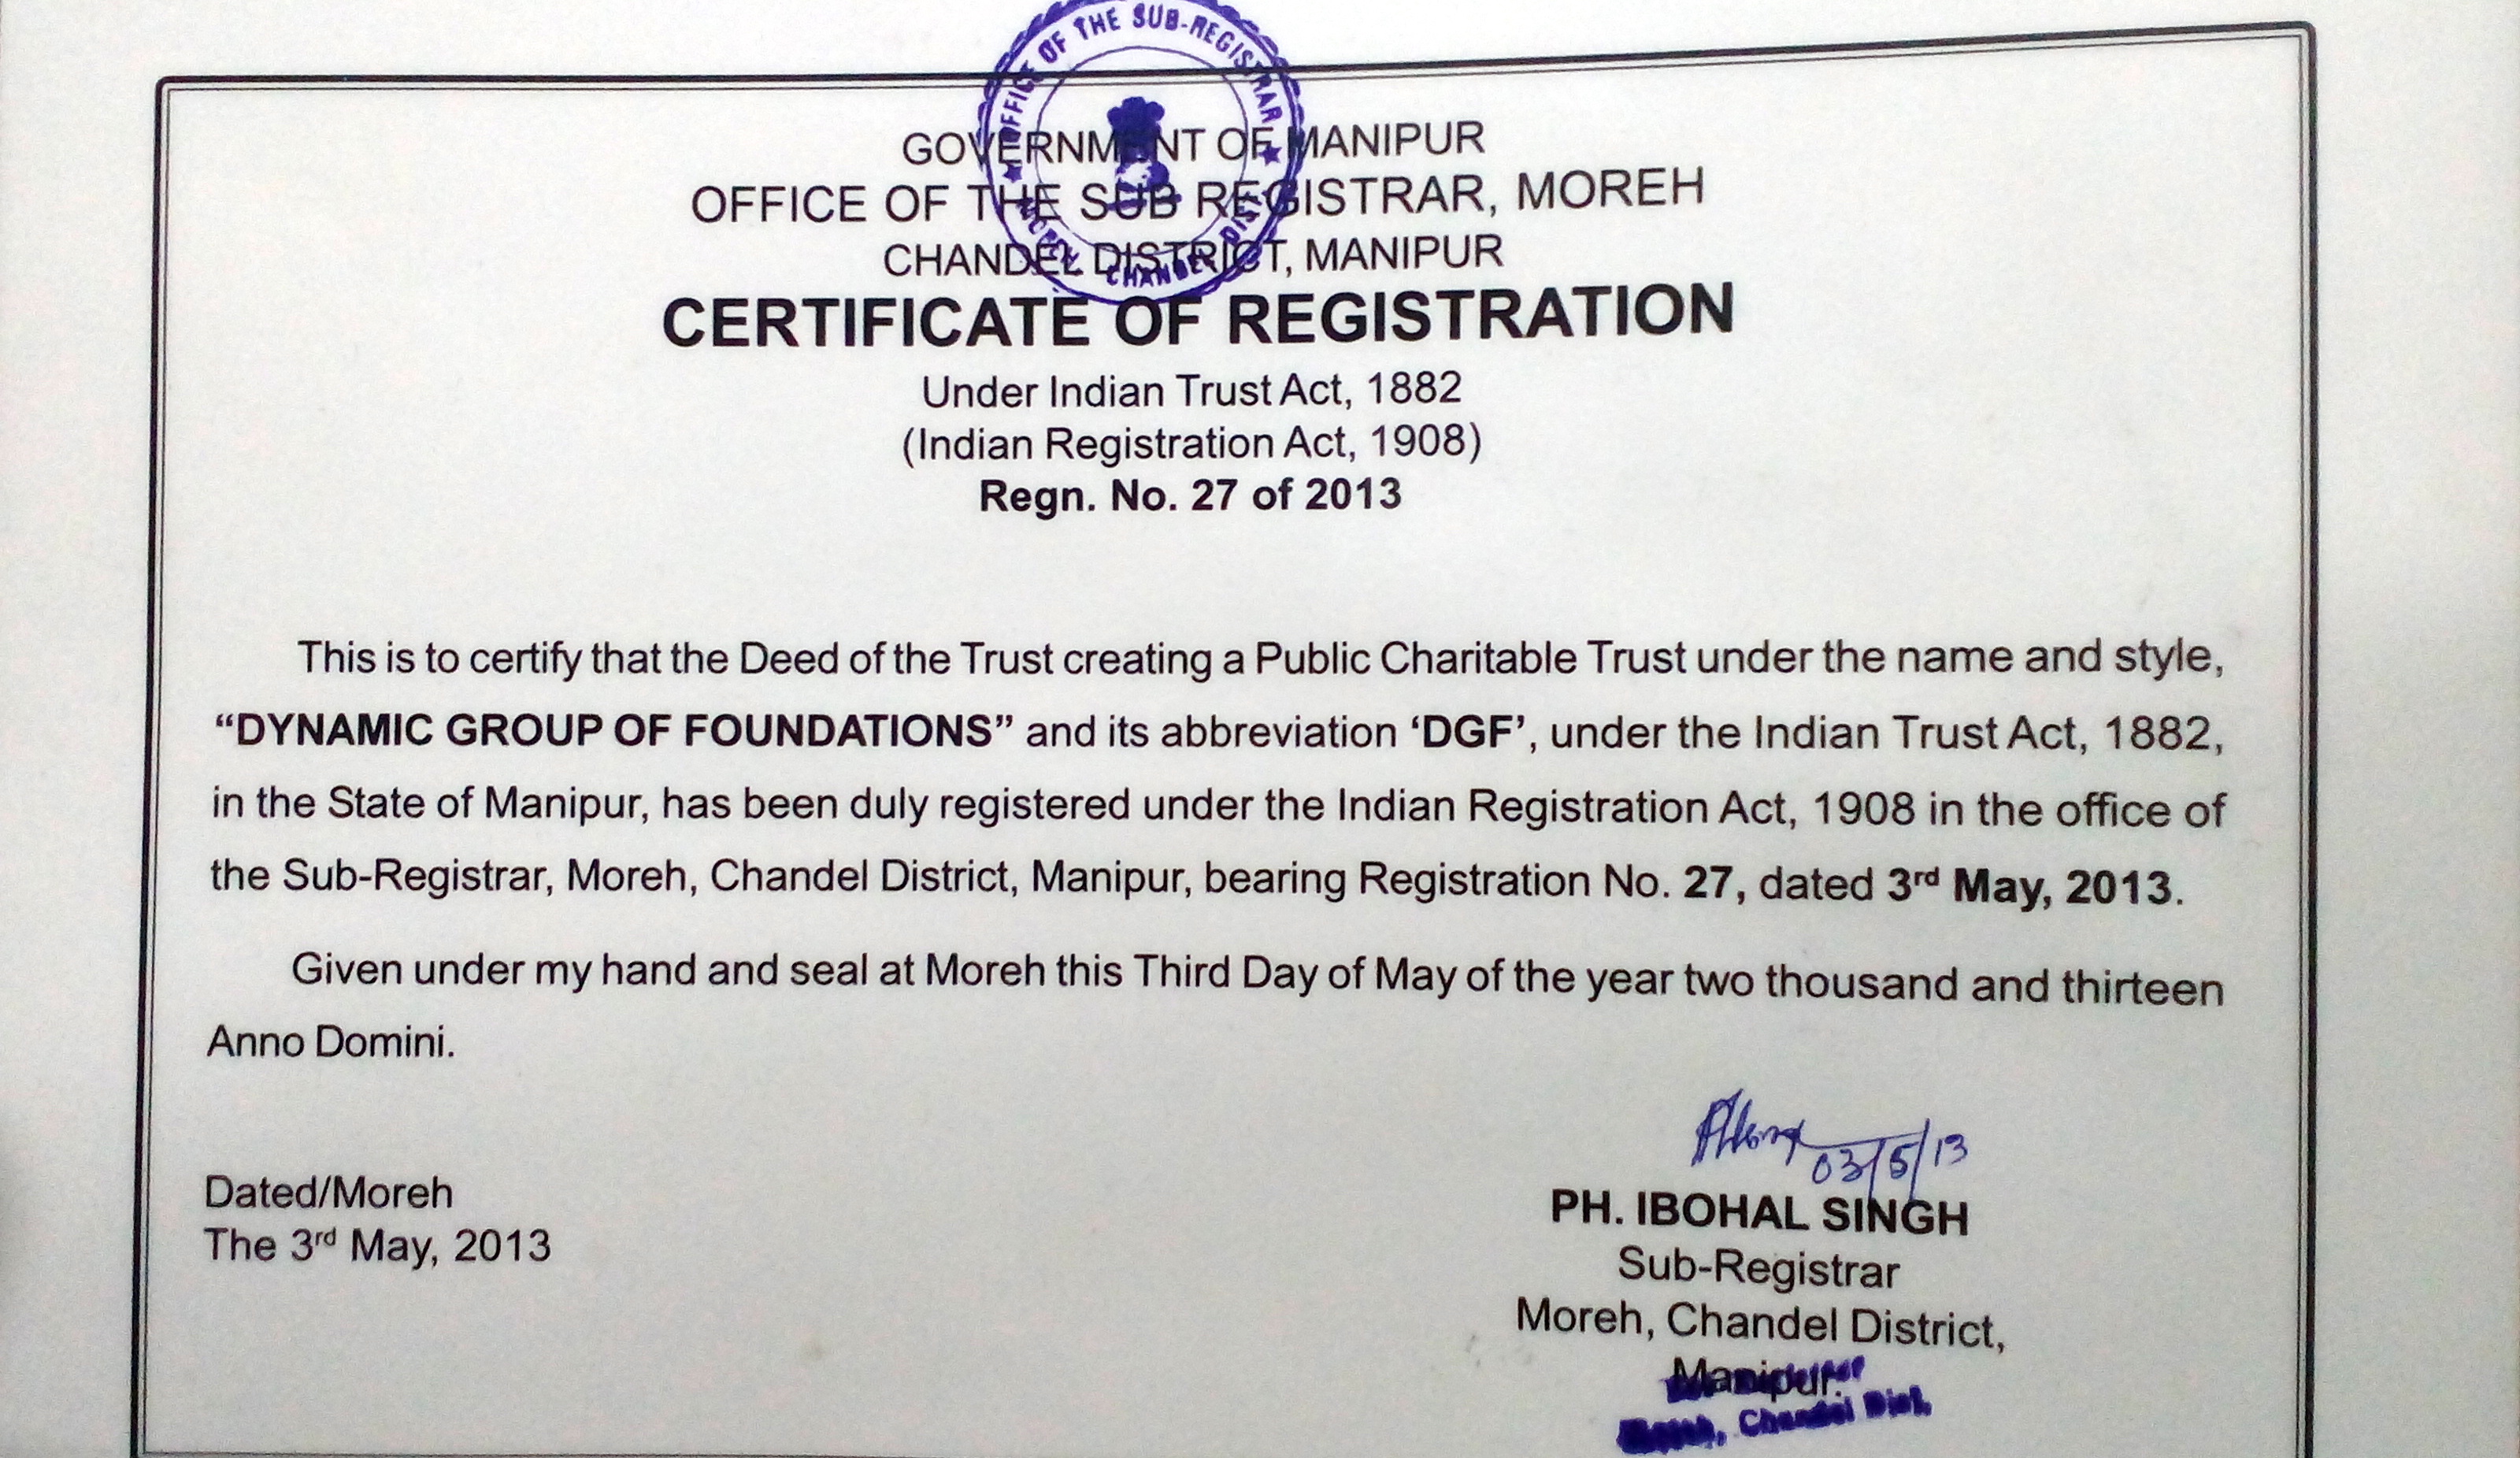 OFFICE OF THE SUB-REGISTRAR
GOVERNMENT OF MANIPUR
OFFICE OF THE SUB REGISTRAR, MOREH
CHANDEL DISTRICT, MANIPUR
CHANDEL DIST.
CERTIFICATE OF REGISTRATION
Under Indian Trust Act, 1882
(Indian Registration Act, 1908)
Regn. No. 27 of 2013
This is to certify that the Deed of the Trust creating a Public Charitable Trust under the name and style,
“DYNAMIC GROUP OF FOUNDATIONS” and its abbreviation ‘DGF’, under the Indian Trust Act, 1882,
in the State of Manipur, has been duly registered under the Indian Registration Act, 1908 in the office of
the Sub-Registrar, Moreh, Chandel District, Manipur, bearing Registration No. 27, dated 3rd May, 2013.
Given under my hand and seal at Moreh this Third Day of May of the year two thousand and thirteen
Anno Domini.
03/5/13
Dated/Moreh
The 3rd May, 2013
PH. IBOHAL SINGH
Sub-Registrar
Moreh, Chandel District,
Manipur.
Chandel Dist.